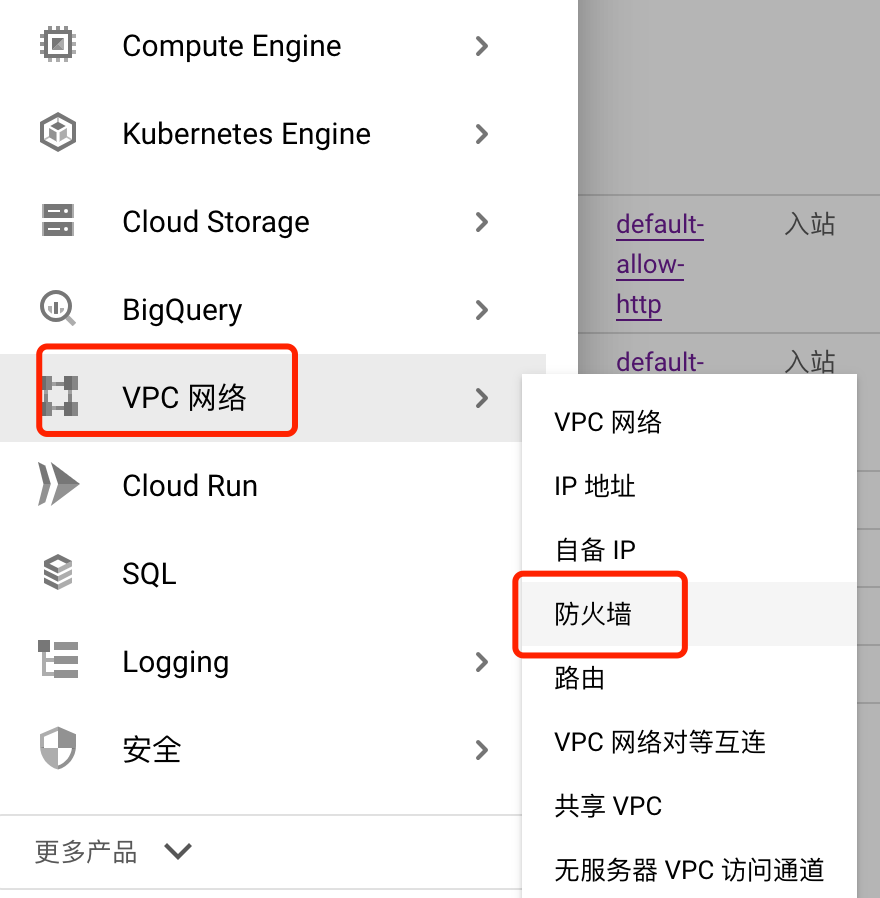 Compute Engine
Kubernetes Engine
Cloud Storage
BigQuery
VPC 网络
Cloud Run
SQL
Logging
安全
更多产品
default-
allow-
http
入站
default-
入站
VPC 网络
IP 地址
自备 IP
防火墙
路由
VPC 网络对等互连
共享 VPC
无服务器 VPC 访问通道